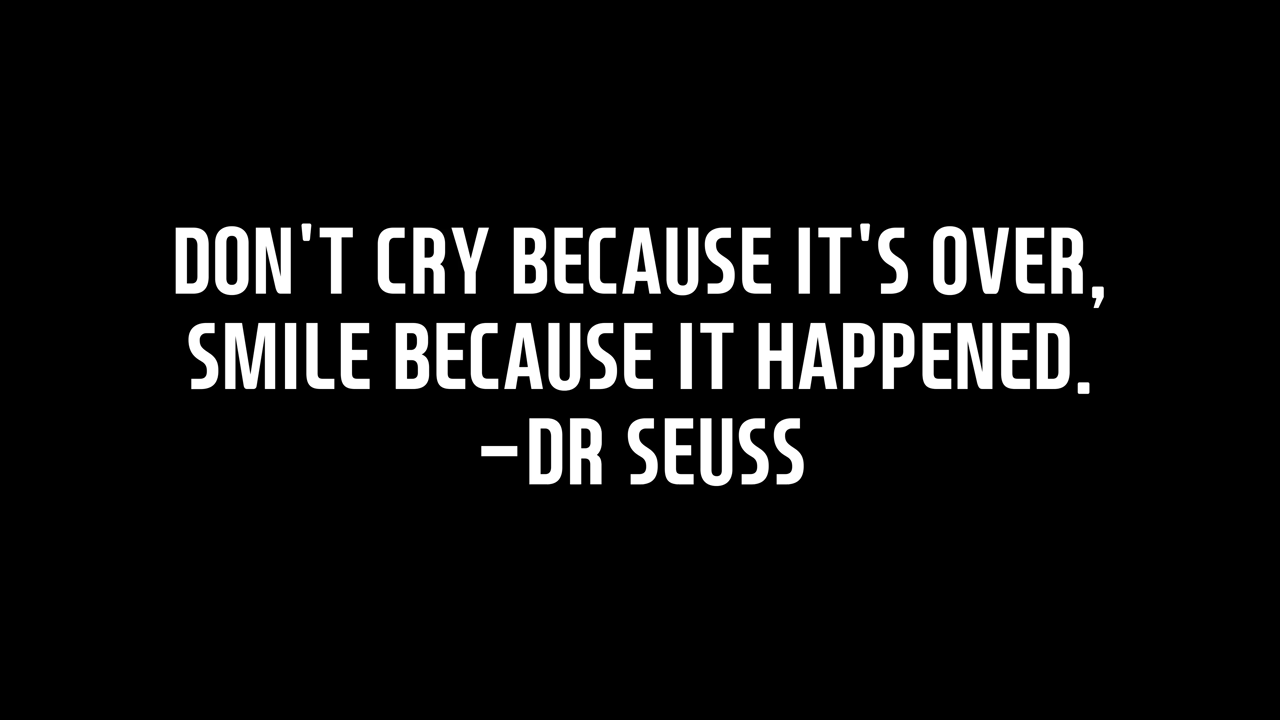 DON'T CRY BECAUSE IT'S OVER,
SMILE BECAUSE IT HAPPENED.
-DR SEUSS